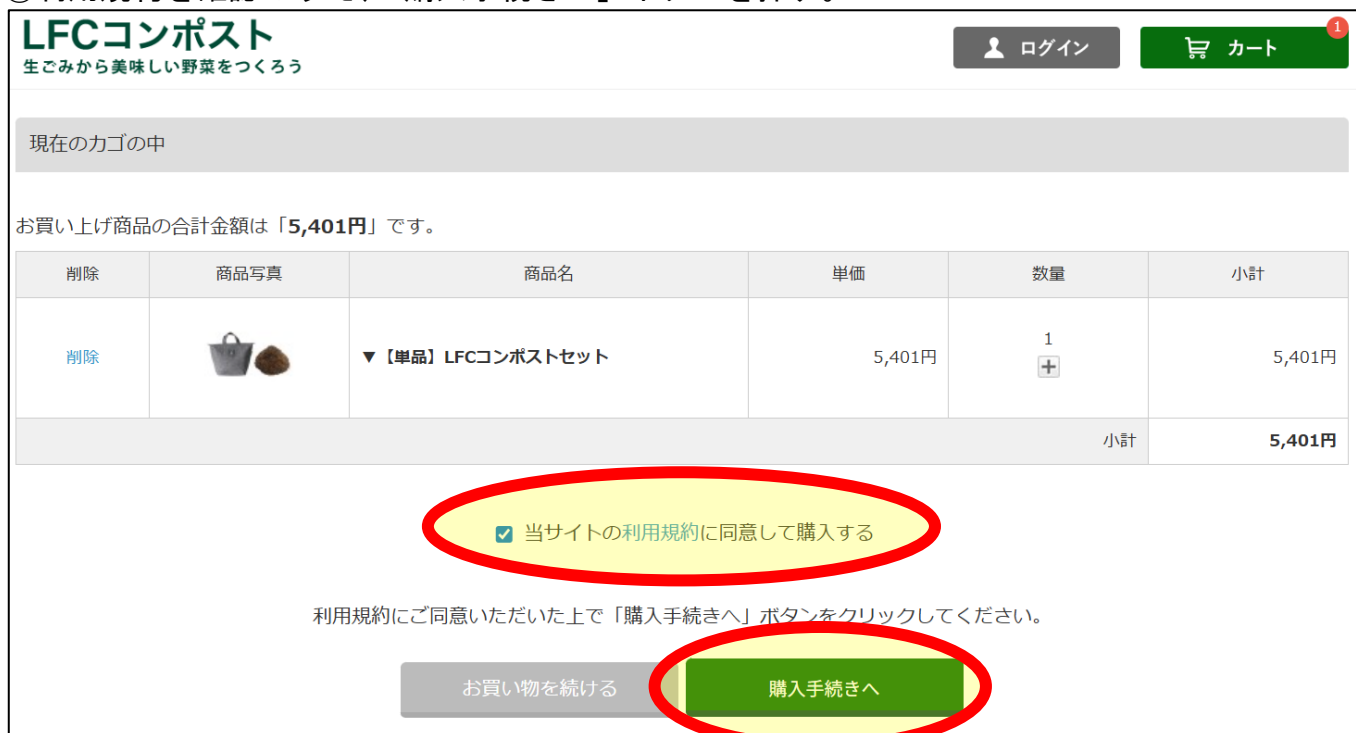 LFCコンポスト
生ごみから美味しい野菜をつくろう
ログイン
カート
1
現在のカゴの中
お買い上げ商品の合計金額は「5,401円」です。
削除 商品写真 商品名 単価 数量 小計
削除 ▼【単品】LFCコンポストセット 5,401円 1 5,401円
小計 5,401円
当サイトの利用規約に同意して購入する
利用規約にご同意いただいた上で「購入手続きへ」ボタンをクリックしてください。
お買い物を続ける 購入手続きへ